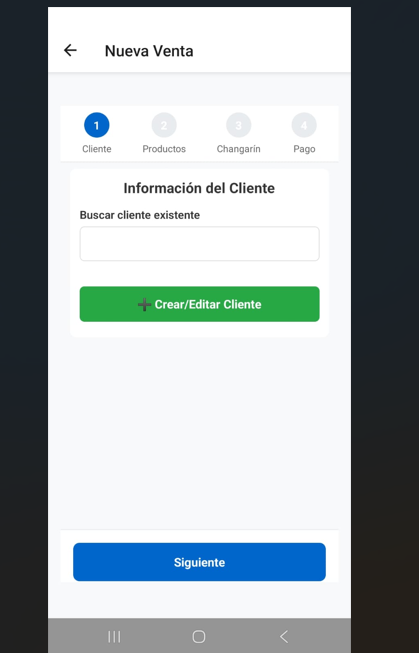 Nueva Venta
1 2 3 4
Cliente Productos Changarín Pago
Información del Cliente
Buscar cliente existente
➕ Crear/Editar Cliente
Siguiente